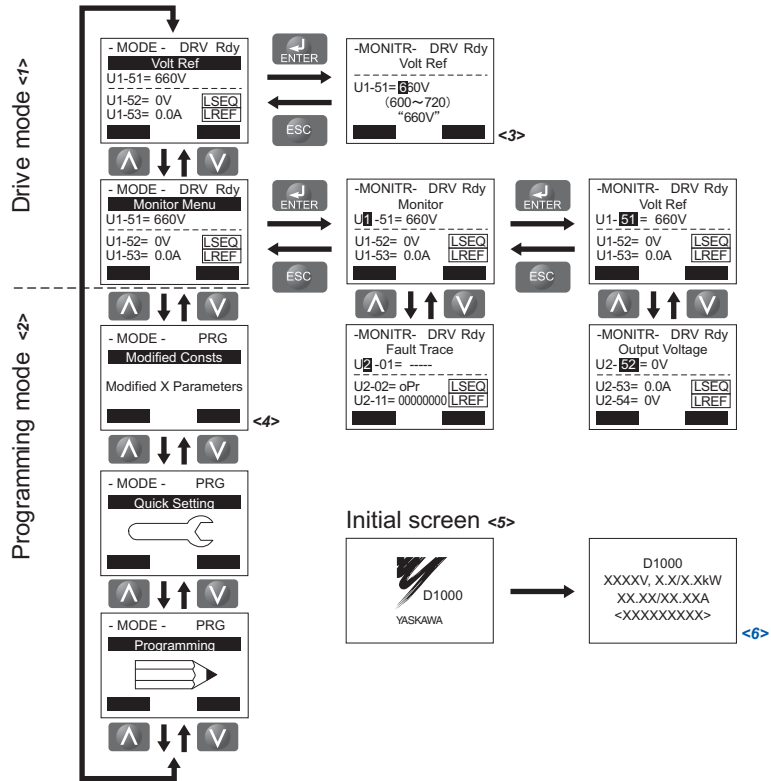 Drive mode <1>
- MODE - DRV Rdy
Volt Ref
U1-51= 660V
U1-52= 0V LSEQ
U1-53= 0.0A LREF
ENTER
ESC
-MONITR- DRV Rdy
Volt Ref
U1-51= 660V
(600～720)
“660V”
<3>
- MODE - DRV Rdy
Monitor Menu
U1-51= 660V
U1-52= 0V LSEQ
U1-53= 0.0A LREF
ENTER
ESC
-MONITR- DRV Rdy
Monitor
U1 -51= 660V
U1-52= 0V LSEQ
U1-53= 0.0A LREF
ENTER
ESC
-MONITR- DRV Rdy
Volt Ref
U1- 51 = 660V
U1-52= 0V LSEQ
U1-53= 0.0A LREF
-MONITR- DRV Rdy
Fault Trace
U2 -01= -----
U2-02= oPr LSEQ
U2-11= 00000000 LREF
-MONITR- DRV Rdy
Output Voltage
U2- 52 = 0V
U2-53= 0.0A LSEQ
U2-54= 0V LREF
Programming mode <2>
- MODE - PRG
Modified Consts
Modified X Parameters
<4>
- MODE - PRG
Quick Setting
- MODE - PRG
Programming
Initial screen <5>
D1000
YASKAWA
D1000
XXXXV, X.X/X.XkW
XX.XX/XX.XXA
<XXXXXXXXX>
<6>